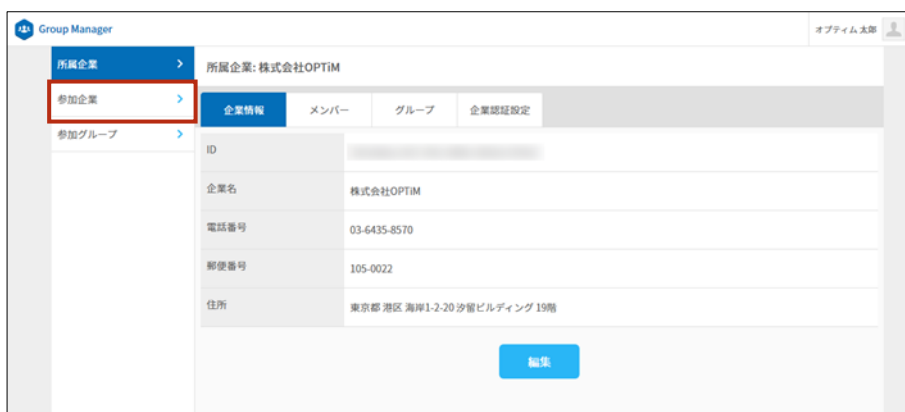 Group Manager
オプティム 太郎
所属企業
参加企業
参加グループ
所属企業: 株式会社OPTiM
企業情報 メンバー グループ 企業認証設定
ID
企業名 株式会社OPTiM
電話番号 03-6435-8570
郵便番号 105-0022
住所 東京都 港区 海岸1-2-20 汐留ビルディング 19階
編集